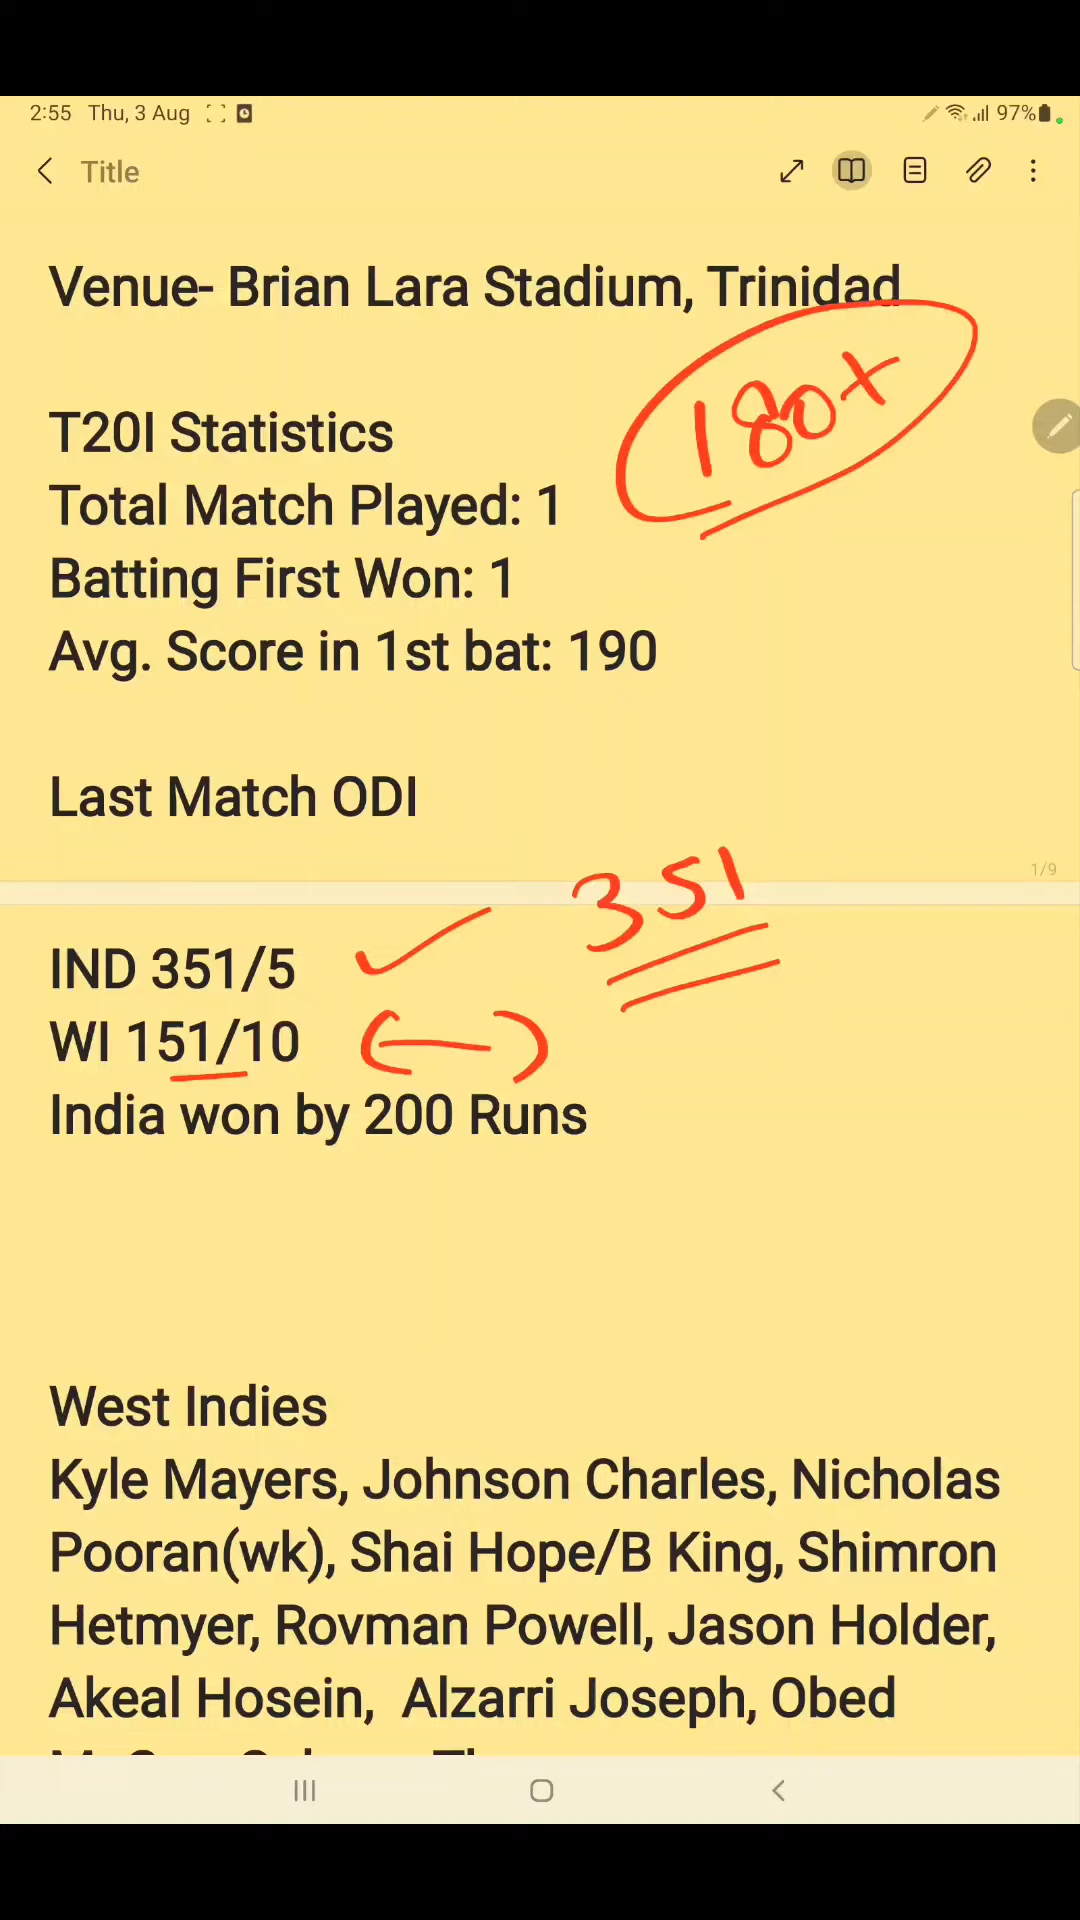 2:55 Thu, 3 Aug 97%
Title
Venue- Brian Lara Stadium, Trinidad
180+
T20I Statistics
Total Match Played: 1
Batting First Won: 1
Avg. Score in 1st bat: 190
Last Match ODI
1/9
351
IND 351/5
WI 151/10
India won by 200 Runs
West Indies
Kyle Mayers, Johnson Charles, Nicholas
Pooran(wk), Shai Hope/B King, Shimron
Hetmyer, Rovman Powell, Jason Holder,
Akeal Hosein, Alzarri Joseph, Obed